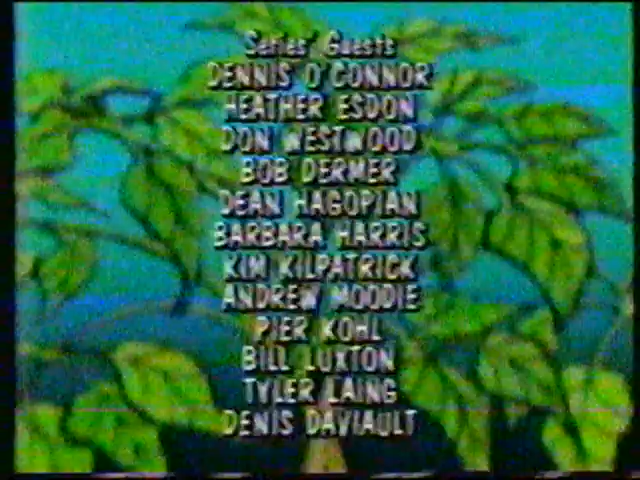 Series' Guests
DENNIS O'CONNOR
HEATHER ESDON
DON WESTWOOD
BOB DERMER
DEAN HAGOPIAN
BARBARA HARRIS
KIM KILPATRICK
ANDREW MOODIE
PIER KOHL
BILL LUXTON
TYLER LAING
DENIS DAVIAULT